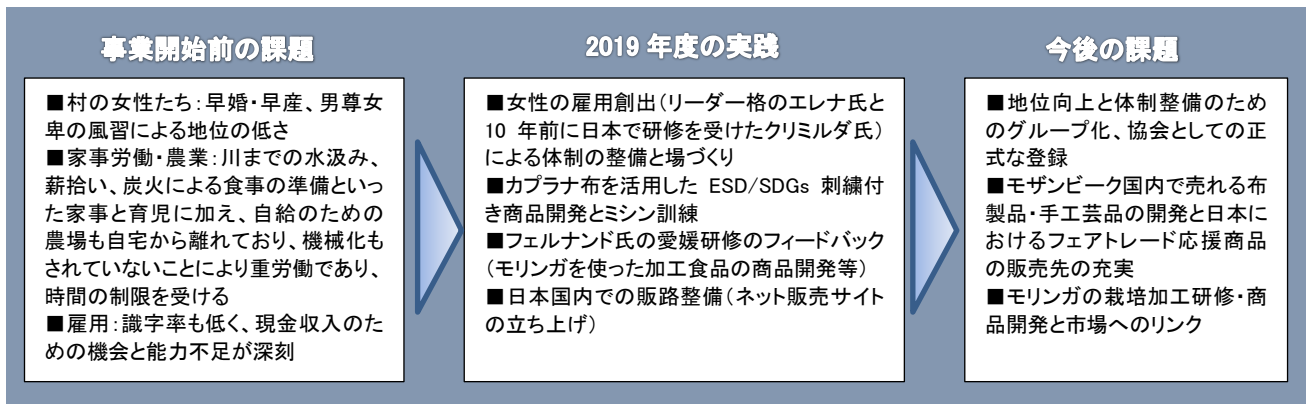 事業開始前の課題
■村の女性たち：早婚・早産、男尊女
卑の風習による地位の低さ
■家事労働・農業：川までの水汲み、
薪拾い、炭火による食事の準備といっ
た家事と育児に加え、自給のための
農場も自宅から離れており、機械化も
されていないことにより重労働であり、
時間の制限を受ける
■雇用：識字率も低く、現金収入のた
めの機会と能力不足が深刻
2019 年度の実践
■女性の雇用創出（リーダー格のエレナ氏と
10 年前に日本で研修を受けたクリミルダ氏）
による体制の整備と場づくり
■カプラナ布を活用した ESD/SDGs 刺繍付
き商品開発とミシン訓練
■フェルナンド氏の愛媛研修のフィードバック
（モリンガを使った加工食品の商品開発等）
■日本国内での販路整備（ネット販売サイト
の立ち上げ）
今後の課題
■地位向上と体制整備のため
のグループ化、協会としての正
式な登録
■モザンビーク国内で売れる布
製品・手工芸品の開発と日本に
おけるフェアトレード応援商品
の販売先の充実
■モリンガの栽培加工研修・商
品開発と市場へのリンク